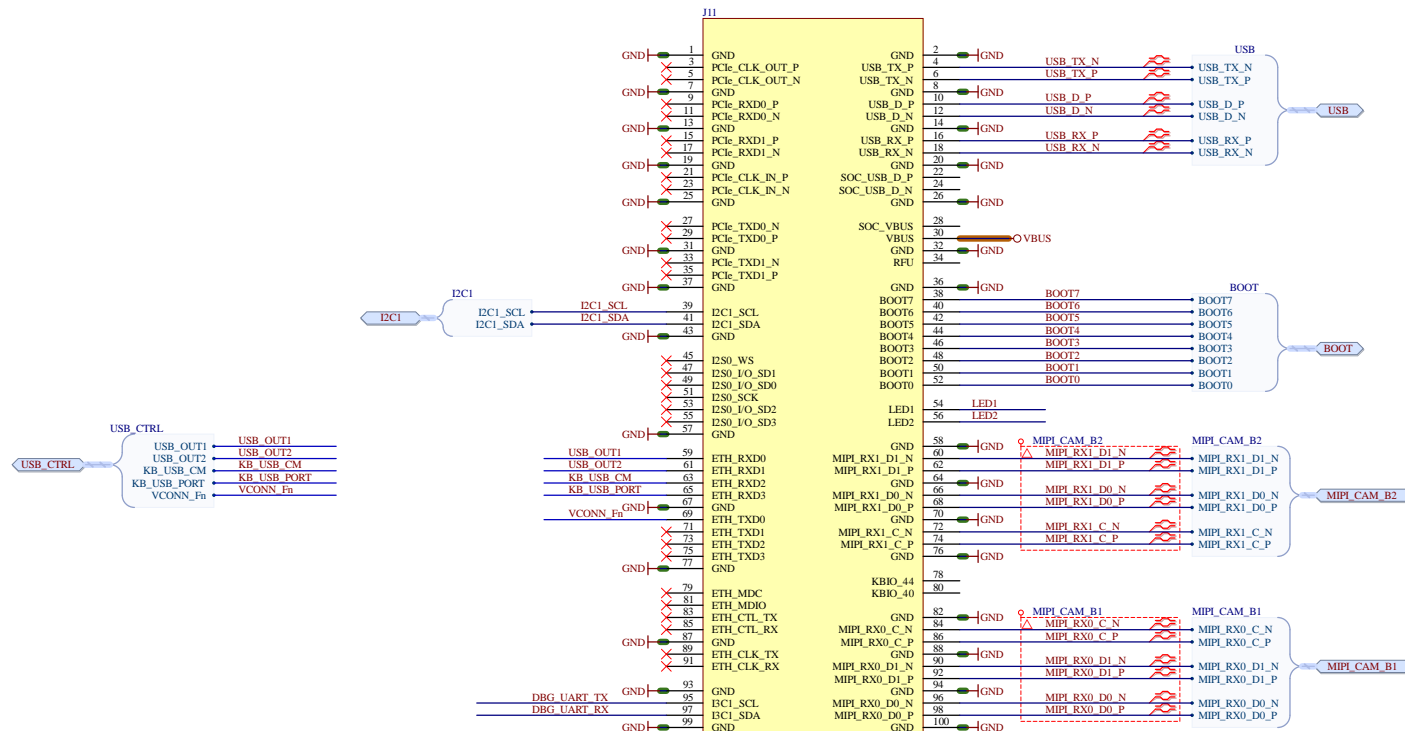 J11
GND 1 GND GND 2 GND USB
3 PCIe_CLK_OUT_P USB_TX_P 4 USB_TX_N USB_TX_N
5 PCIe_CLK_OUT_N USB_TX_N 6 USB_TX_P USB_TX_P
GND 7 GND GND 8 GND
9 PCIe_RXD0_P USB_D_P 10 USB_D_P USB_D_P
USB
11 PCIe_RXD0_N USB_D_N 12 USB_D_N USB_D_N
GND 13 GND GND 14 GND
15 PCIe_RXD1_P USB_RX_P 16 USB_RX_P USB_RX_P
17 PCIe_RXD1_N USB_RX_N 18 USB_RX_N USB_RX_N
GND 19 GND GND 20 GND
21 PCIe_CLK_IN_P SOC_USB_D_P 22
23 PCIe_CLK_IN_N SOC_USB_D_N 24
GND 25 GND GND 26 GND
27 PCIe_TXD0_N SOC_VBUS 28
29 PCIe_TXD0_P VBUS 30 VBUS
GND 31 GND GND 32 GND
33 PCIe_TXD1_N RFU 34
35 PCIe_TXD1_P
GND 37 GND GND 36 GND BOOT
I2C1 BOOT7 38 BOOT7 BOOT7
I2C1_SCL I2C1_SCL 39 I2C1_SCL BOOT6 40 BOOT6 BOOT6
I2C1
I2C1_SDA I2C1_SDA 41 I2C1_SDA BOOT5 42 BOOT5 BOOT5
GND 43 GND BOOT4 44 BOOT4 BOOT4
BOOT3 46 BOOT3 BOOT3
BOOT
45 I2S0_WS BOOT2 48 BOOT2 BOOT2
47 I2S0_I/O_SD1 BOOT1 50 BOOT1 BOOT1
49 I2S0_I/O_SD0 BOOT0 52 BOOT0 BOOT0
51 I2S0_SCK
53 I2S0_I/O_SD2 LED1 54 LED1
55 I2S0_I/O_SD3 LED2 56 LED2
USB_CTRL
GND 57 GND
USB_OUT1 USB_OUT1 GND 58 GND MIPI_CAM_B2 MIPI_CAM_B2
USB_OUT2 USB_OUT2 USB_OUT1 59 ETH_RXD0 MIPI_RX1_D1_N 60 MIPI_RX1_D1_N MIPI_RX1_D1_N
USB_CTRL
KB_USB_CM KB_USB_CM USB_OUT2 61 ETH_RXD1 MIPI_RX1_D1_P 62 MIPI_RX1_D1_P MIPI_RX1_D1_P
KB_USB_PORT KB_USB_PORT KB_USB_CM 63 ETH_RXD2 GND 64 GND
VCONN_Fn VCONN_Fn KB_USB_PORT 65 ETH_RXD3 MIPI_RX1_D0_N 66 MIPI_RX1_D0_N MIPI_RX1_D0_N
MIPI_CAM_B2
GND 67 GND MIPI_RX1_D0_P 68 MIPI_RX1_D0_P MIPI_RX1_D0_P
VCONN_Fn 69 ETH_TXD0 GND 70 GND
71 ETH_TXD1 MIPI_RX1_C_N 72 MIPI_RX1_C_N MIPI_RX1_C_N
73 ETH_TXD2 MIPI_RX1_C_P 74 MIPI_RX1_C_P MIPI_RX1_C_P
75 ETH_TXD3 GND 76 GND
GND 77 GND
KBIO_44 78
79 ETH_MDC KBIO_40 80
81 ETH_MDIO
83 ETH_CTL_TX GND 82 GND MIPI_CAM_B1 MIPI_CAM_B1
85 ETH_CTL_RX MIPI_RX0_C_N 84 MIPI_RX0_C_N MIPI_RX0_C_N
GND 87 GND MIPI_RX0_C_P 86 MIPI_RX0_C_P MIPI_RX0_C_P
89 ETH_CLK_TX GND 88 GND
91 ETH_CLK_RX MIPI_RX0_D1_N 90 MIPI_RX0_D1_N MIPI_RX0_D1_N
MIPI_CAM_B1
MIPI_RX0_D1_P 92 MIPI_RX0_D1_P MIPI_RX0_D1_P
GND 93 GND GND 94 GND
DBG_UART_TX 95 I3C1_SCL MIPI_RX0_D0_N 96 MIPI_RX0_D0_N MIPI_RX0_D0_N
DBG_UART_RX 97 I3C1_SDA MIPI_RX0_D0_P 98 MIPI_RX0_D0_P MIPI_RX0_D0_P
GND 99 GND GND 100 GND